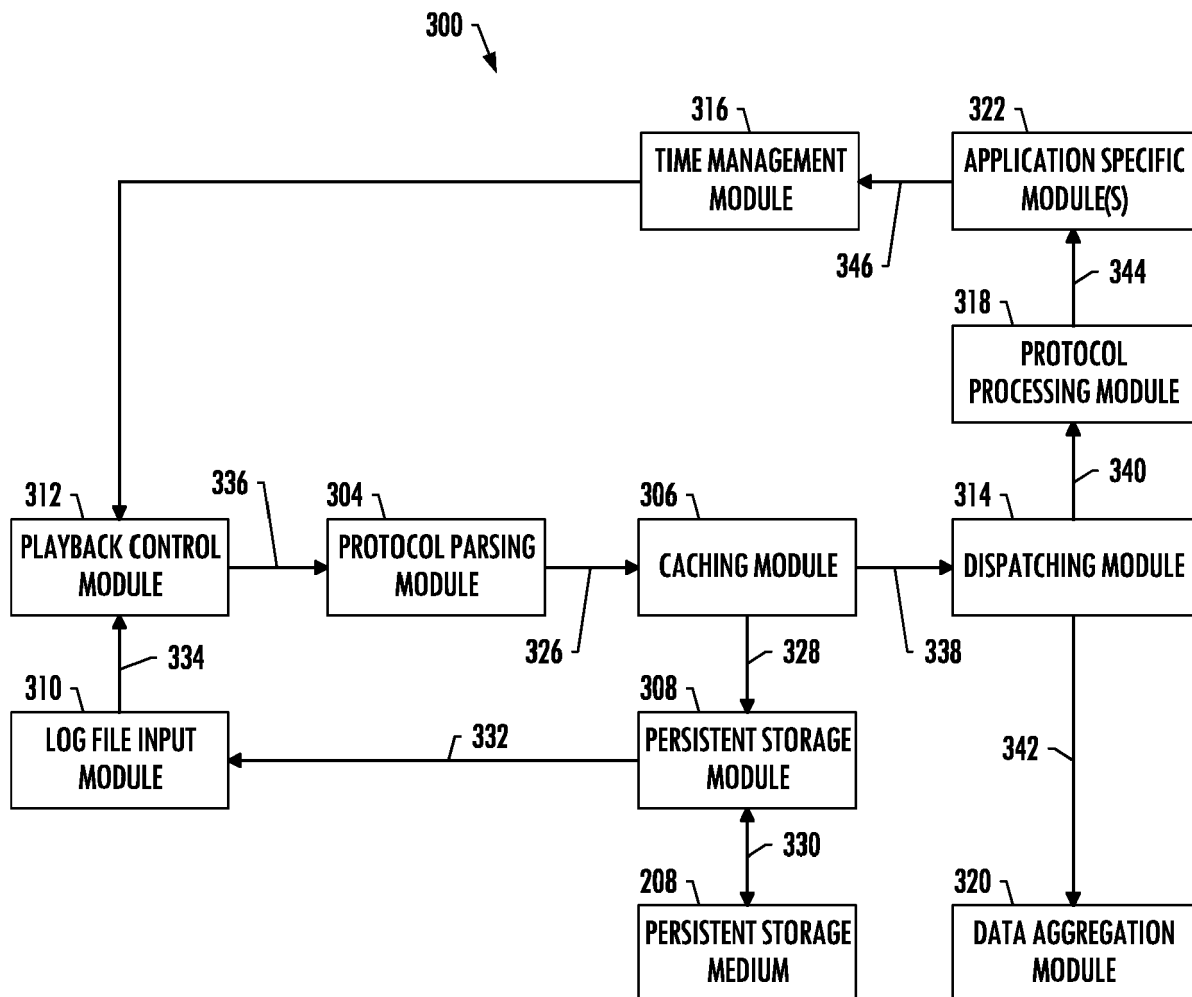 300
316
322
TIME MANAGEMENT
MODULE
APPLICATION SPECIFIC
MODULE(S)
346
344
318
PROTOCOL
PROCESSING MODULE
340
312
336
304
306
314
PLAYBACK CONTROL
MODULE
PROTOCOL PARSING
MODULE
CACHING MODULE
DISPATCHING MODULE
326
328
338
334
310
308
LOG FILE INPUT
MODULE
332
PERSISTENT STORAGE
MODULE
342
330
208
320
PERSISTENT STORAGE
MEDIUM
DATA AGGREGATION
MODULE